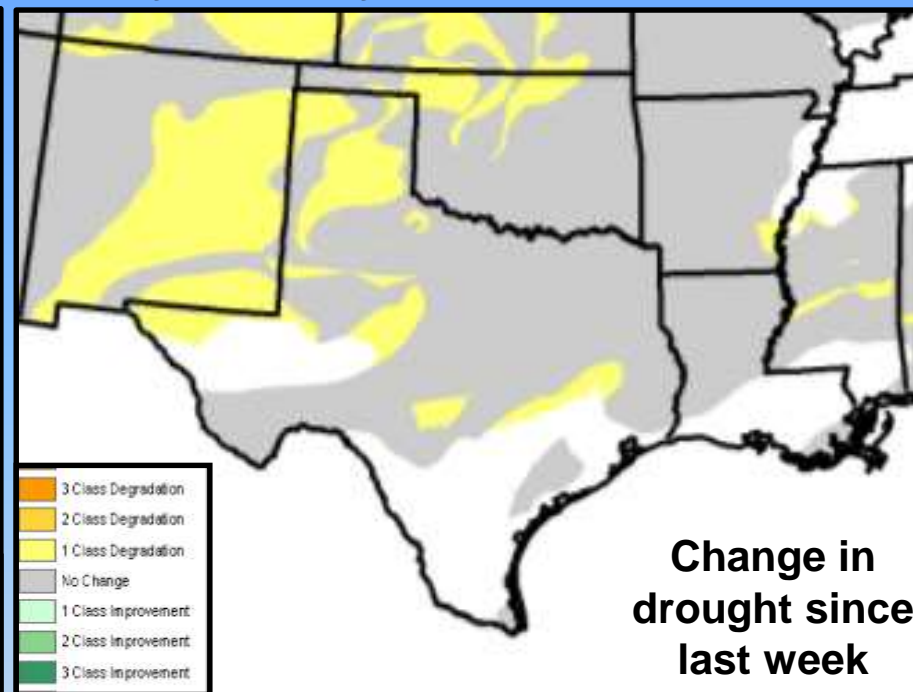 3 Class Degradation
2 Class Degradation
1 Class Degradation
No Change
1 Class Improvement
2 Class Improvement
3 Class Improvement
Change in
drought since
last week